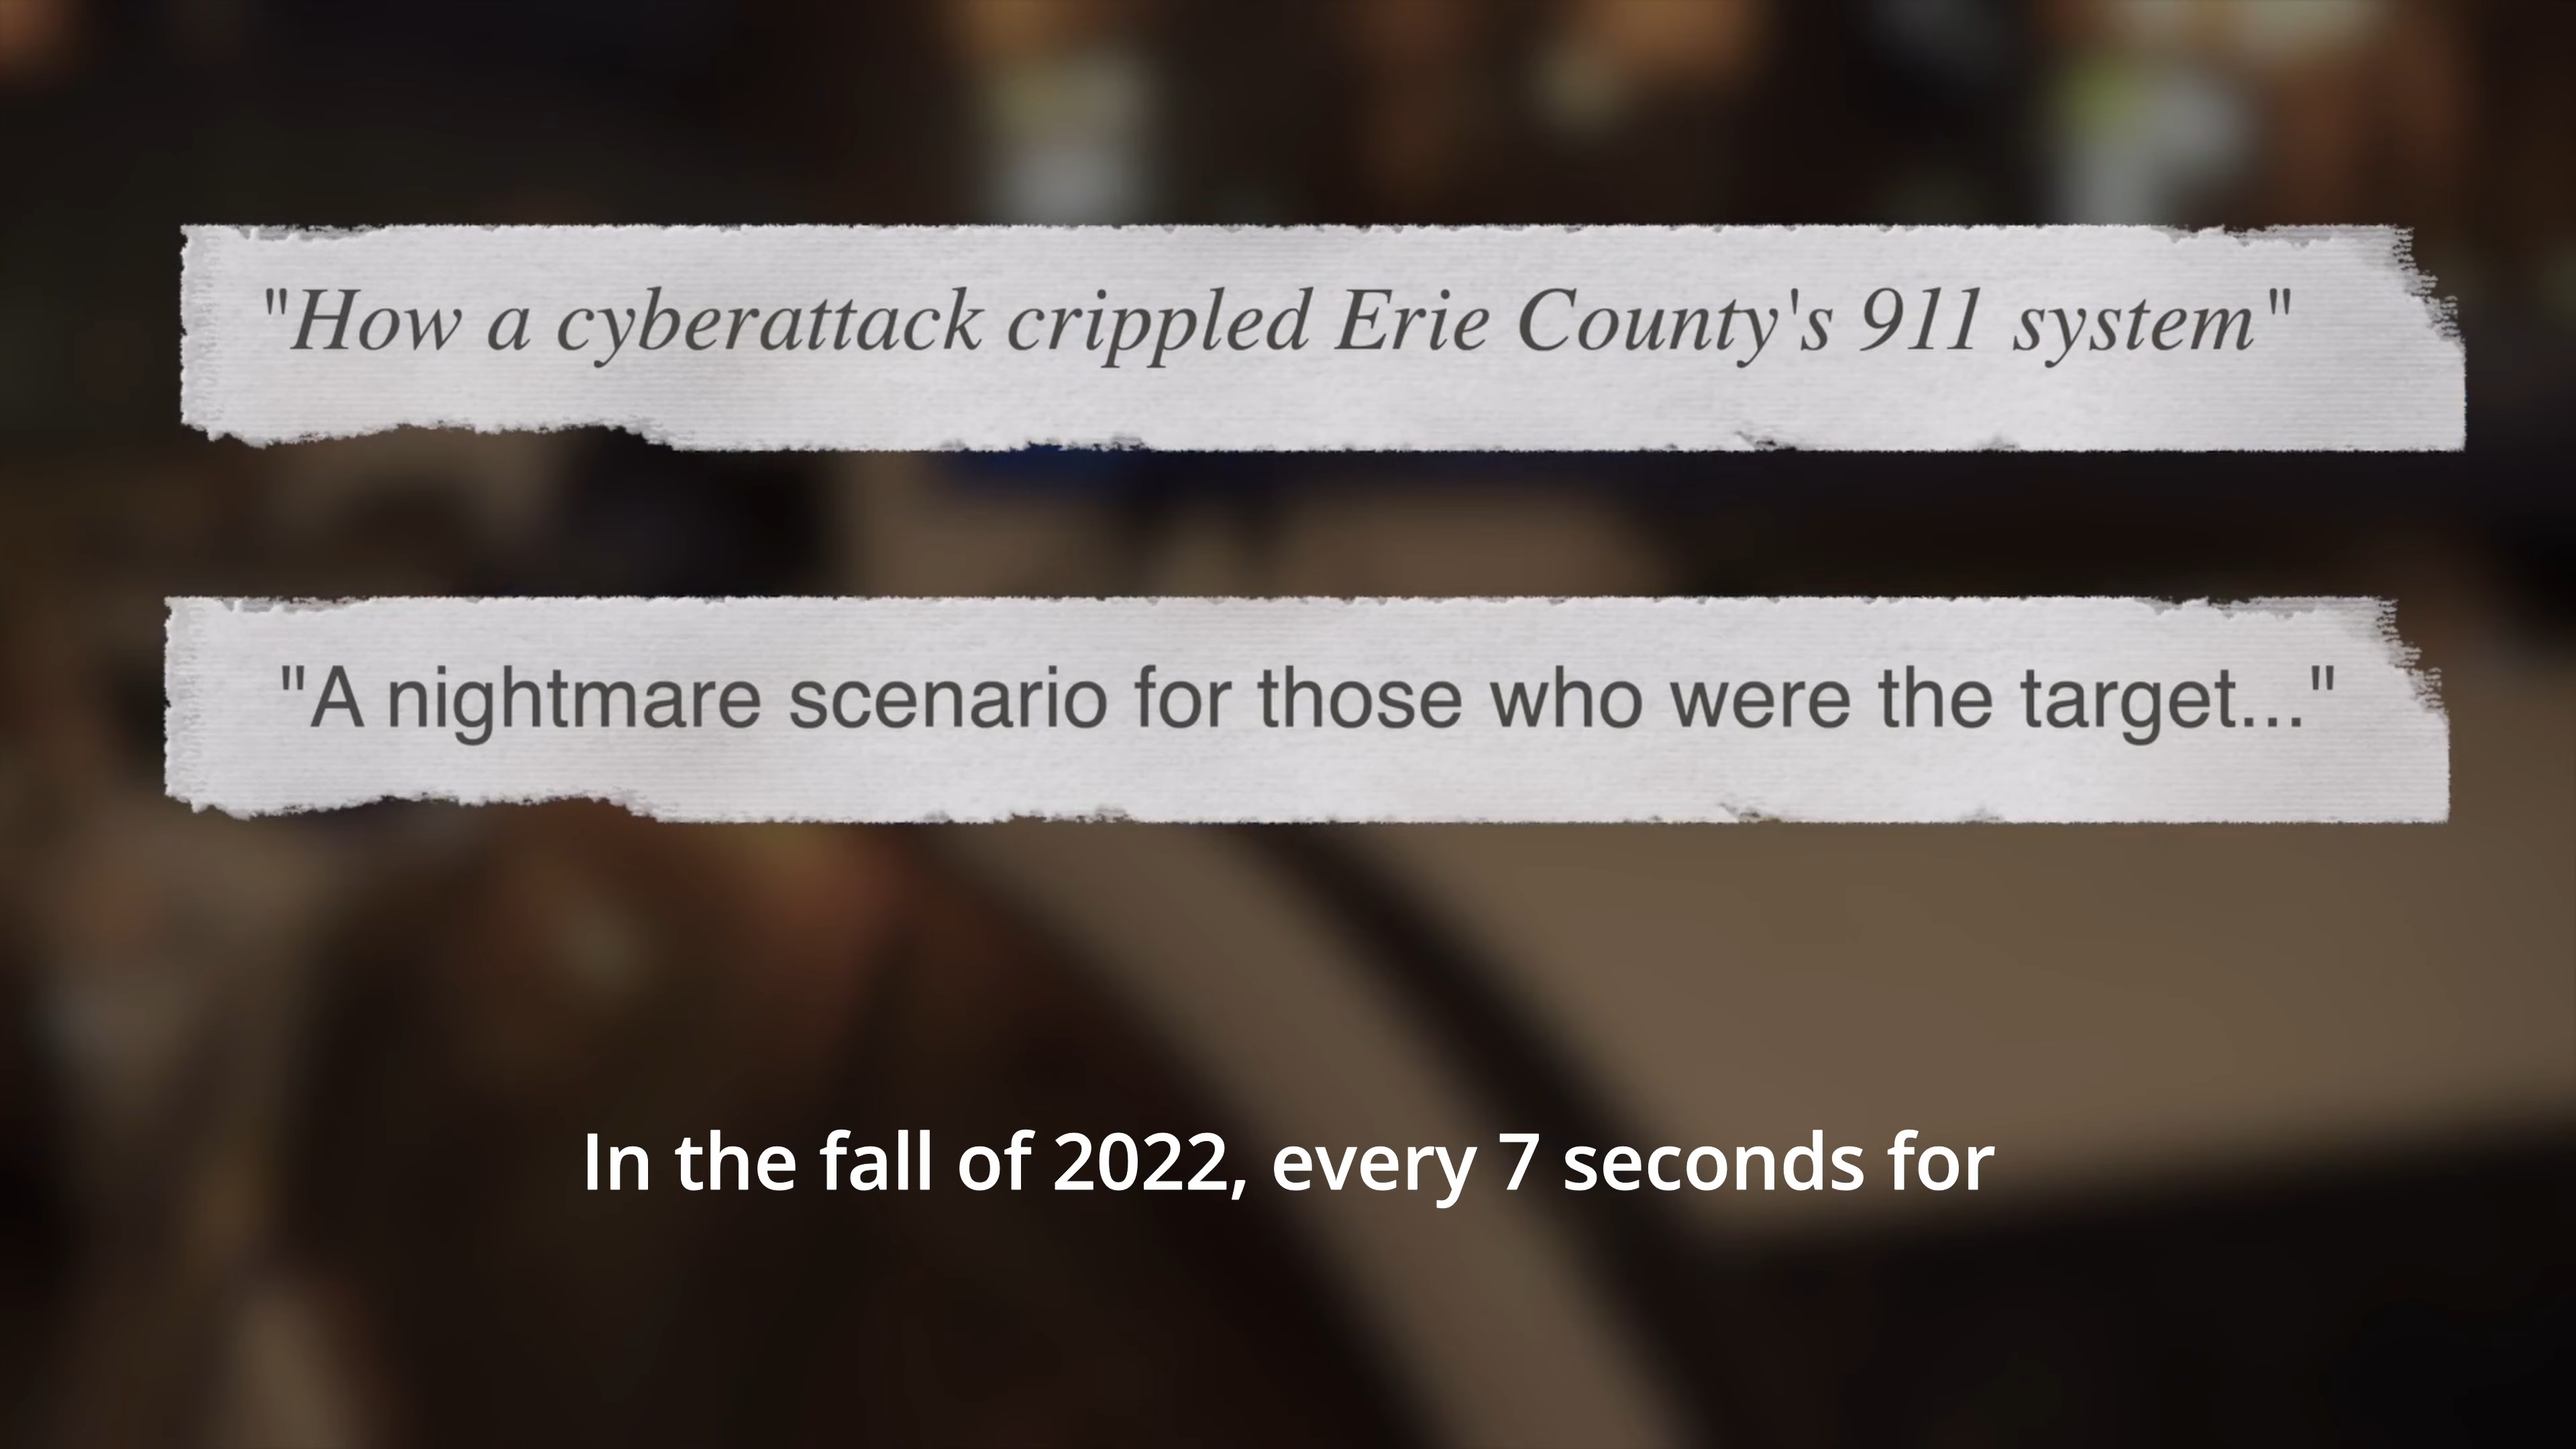 "How a cyberattack crippled Erie County's 911 system"
"A nightmare scenario for those who were the target..."
In the fall of 2022, every 7 seconds for